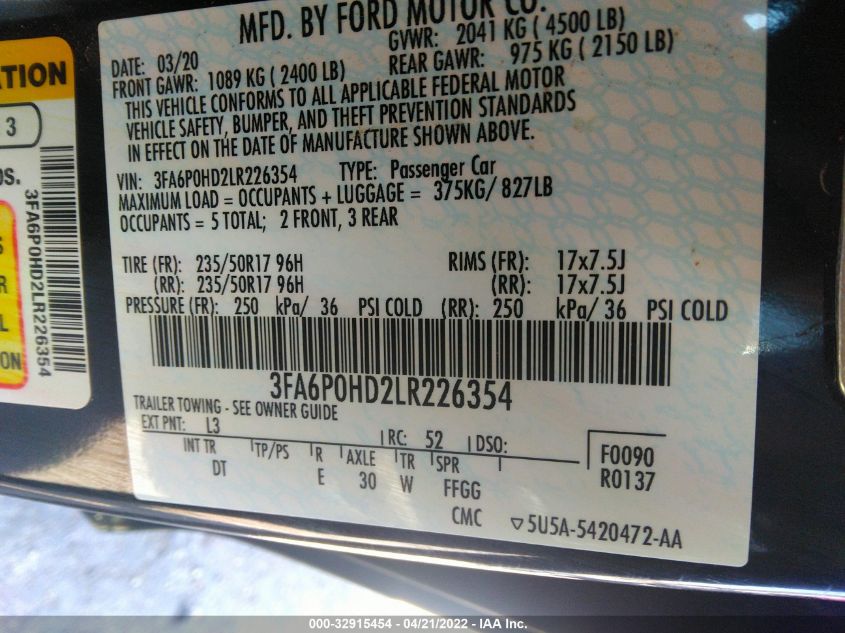 MFD. BY FORD MOTOR CO.
DATE: 03/20 GVWR: 2041 KG ( 4500 LB)
FRONT GAWR: 1089 KG ( 2400 LB) REAR GAWR: 975 KG ( 2150 LB)
THIS VEHICLE CONFORMS TO ALL APPLICABLE FEDERAL MOTOR
VEHICLE SAFETY, BUMPER, AND THEFT PREVENTION STANDARDS
IN EFFECT ON THE DATE OF MANUFACTURE SHOWN ABOVE.
VIN: 3FA6P0HD2LR226354 TYPE: Passenger Car
MAXIMUM LOAD = OCCUPANTS + LUGGAGE = 375KG/ 827LB
OCCUPANTS = 5 TOTAL; 2 FRONT, 3 REAR
TIRE (FR): 235/50R17 96H RIMS (FR): 17x7.5J
(RR): 235/50R17 96H (RR): 17x7.5J
PRESSURE (FR): 250 kPa/ 36 PSI COLD (RR): 250 kPa/ 36 PSI COLD
3FA6P0HD2LR226354
TRAILER TOWING - SEE OWNER GUIDE
EXT PNT: L3 RC: 52 DSO:
INT TR TP/PS R AXLE TR SPR
DT E 30 W FFGG
F0090
R0137
CMC ▽5U5A-5420472-AA
ATION
3
OS.
3FA6P0HD2LR226354
S
R
L
ON
000-32915454 - 04/21/2022 - IAA Inc.